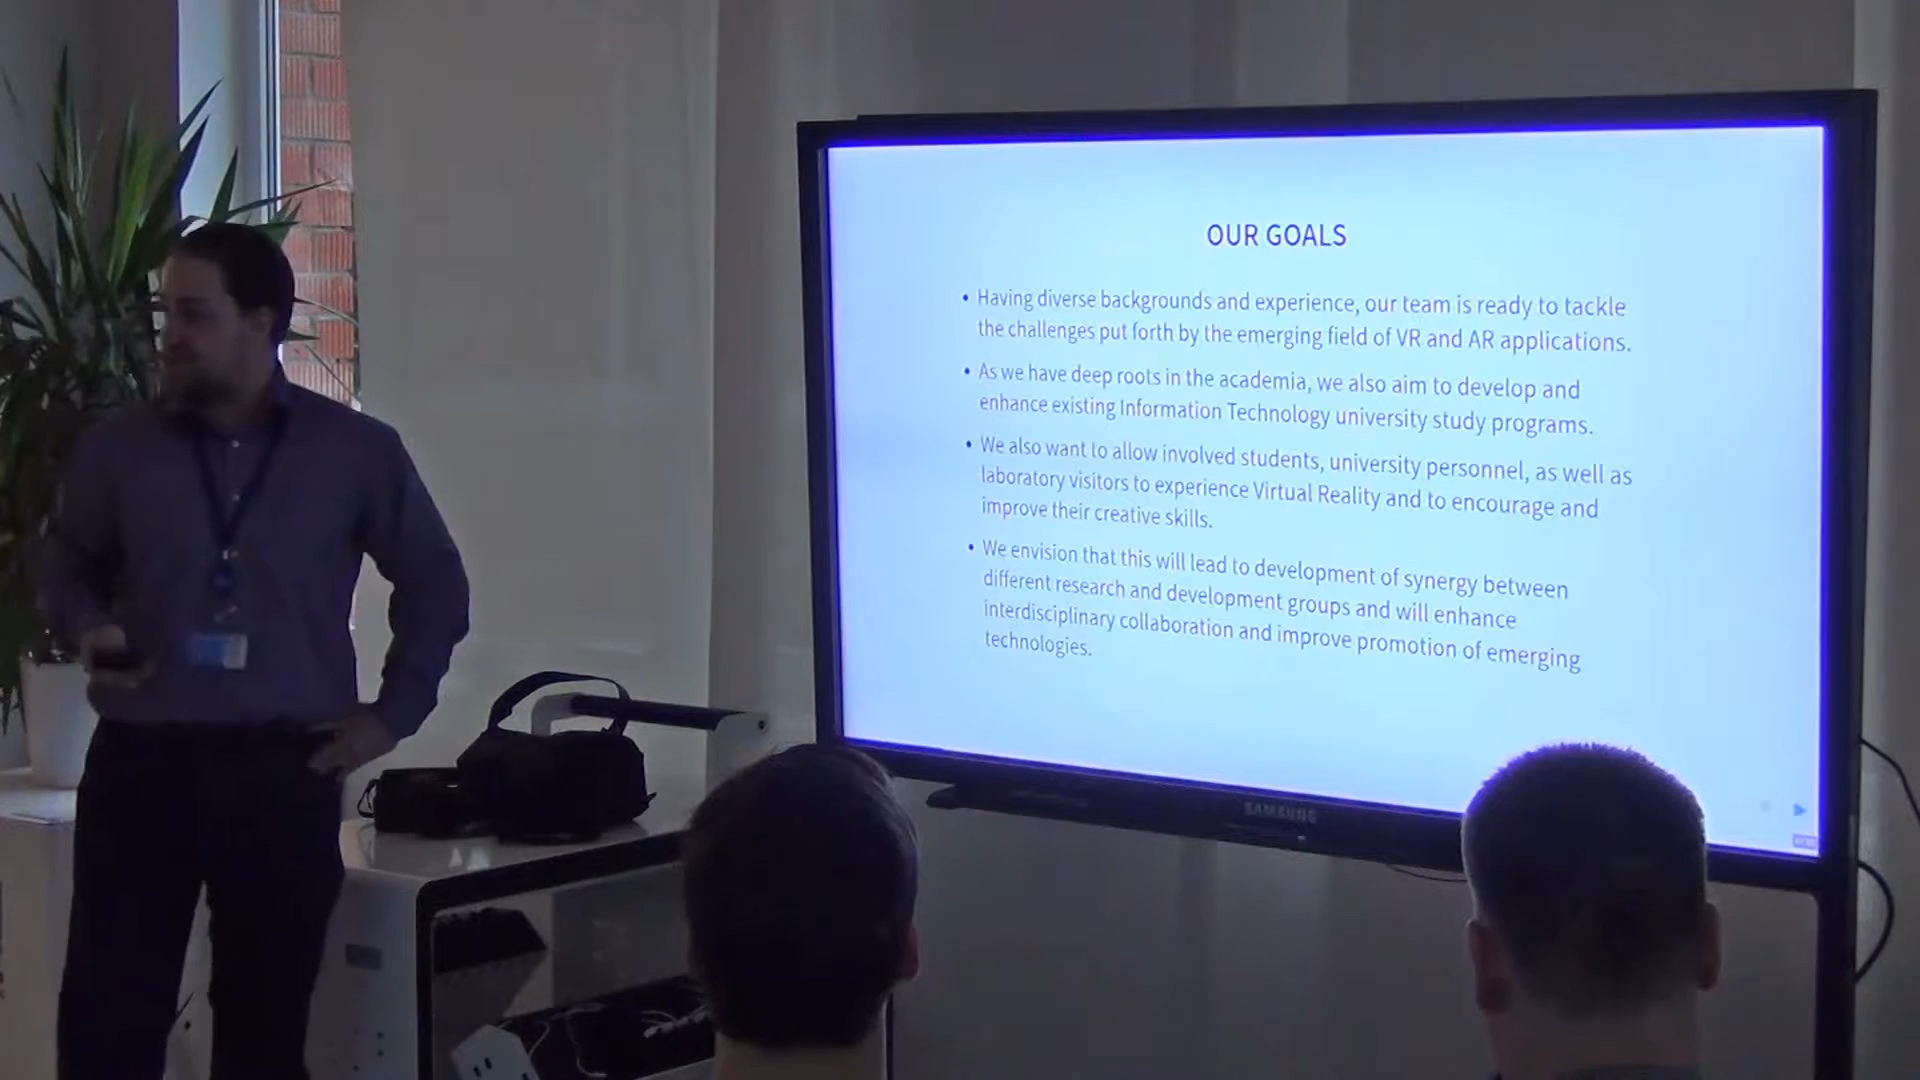 OUR GOALS
• Having diverse backgrounds and experience, our team is ready to tackle
the challenges put forth by the emerging field of VR and AR applications.
• As we have deep roots in the academia, we also aim to develop and
enhance existing Information Technology university study programs.
• We also want to allow involved students, university personnel, as well as
laboratory visitors to experience Virtual Reality and to encourage and
improve their creative skills.
• We envision that this will lead to development of synergy between
different research and development groups and will enhance
interdisciplinary collaboration and improve promotion of emerging
technologies.
SAMSUNG